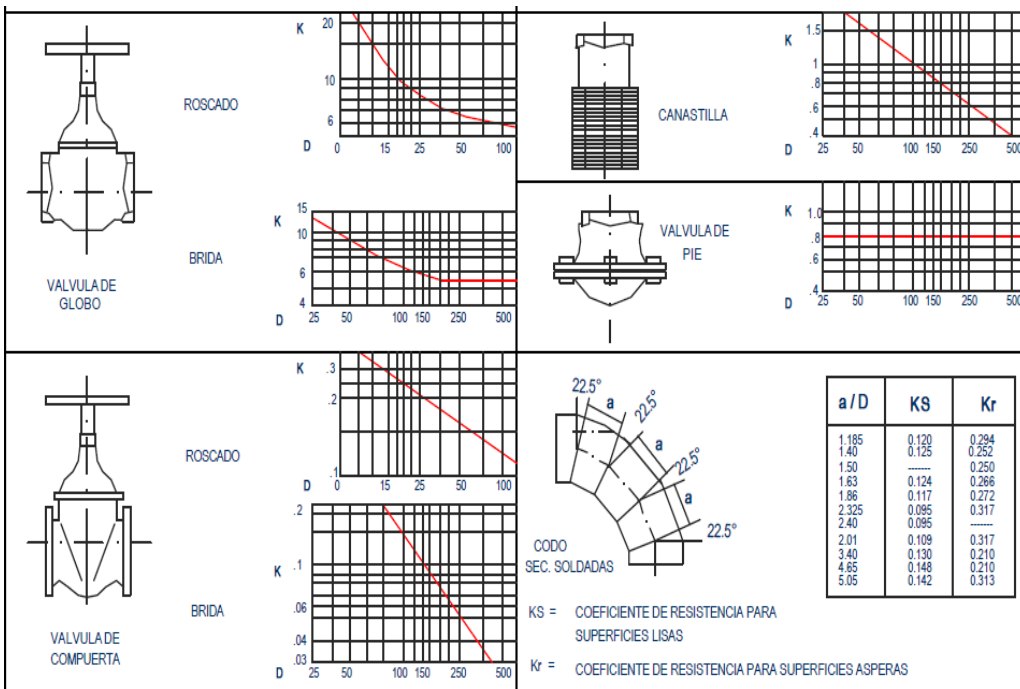 K 20
10
6
D 0 15 25 50 100
ROSCADO
K 15
10
6
4
D 25 50 100 150 250 500
BRIDA
VALVULA DE
GLOBO
K 1.5
1
.8
.6
.4
D 25 50 100 150 250 500
CANASTILLA
K 1.0
.8
.6
.4
D 25 50 100 150 250 500
VALVULA DE
PIE
K .3
.2
.1
D 0 15 25 50 100
ROSCADO
.2
.1
K
.06
.04
.03
D 25 50 100 150 250 500
BRIDA
VALVULA DE
COMPUERTA
22.5°
a
22.5°
a
22.5°
a
22.5°
CODO
SEC. SOLDADAS
a / D KS Kr
1.185 0.120 0.294
1.40 0.125 0.252
1.50 ------- 0.250
1.63 0.124 0.266
1.86 0.117 0.272
2.325 0.095 0.317
2.40 0.095 -------
2.01 0.109 0.317
3.40 0.130 0.210
4.65 0.148 0.210
5.05 0.142 0.313
KS = COEFICIENTE DE RESISTENCIA PARA
SUPERFICIES LISAS
Kr = COEFICIENTE DE RESISTENCIA PARA SUPERFICIES ASPERAS